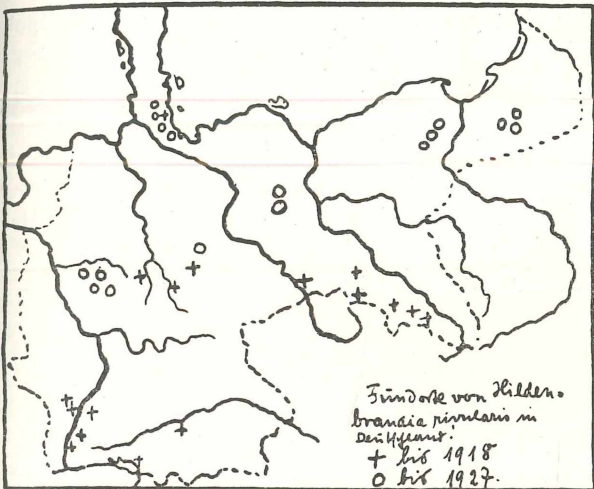 Fundorte von Hilden-
brandia rivularis in
Deutschland:
+ bis 1918
o bis 1927.